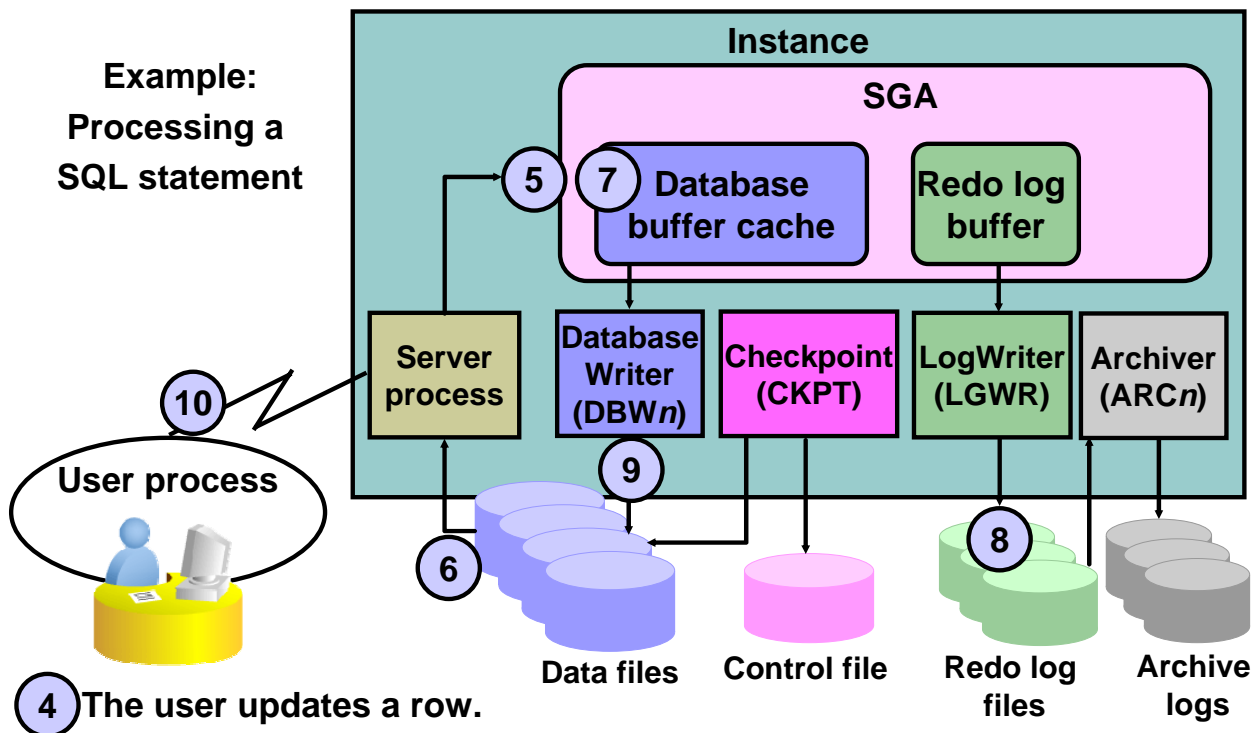 Example:
Processing a
SQL statement
Instance
SGA
5
7
Database
buffer cache
Redo log
buffer
Server
process
Database
Writer
(DBWn)
Checkpoint
(CKPT)
LogWriter
(LGWR)
Archiver
(ARCn)
10
User process
9
6
8
Data files
Control file
Redo log
files
Archive
logs
4 The user updates a row.